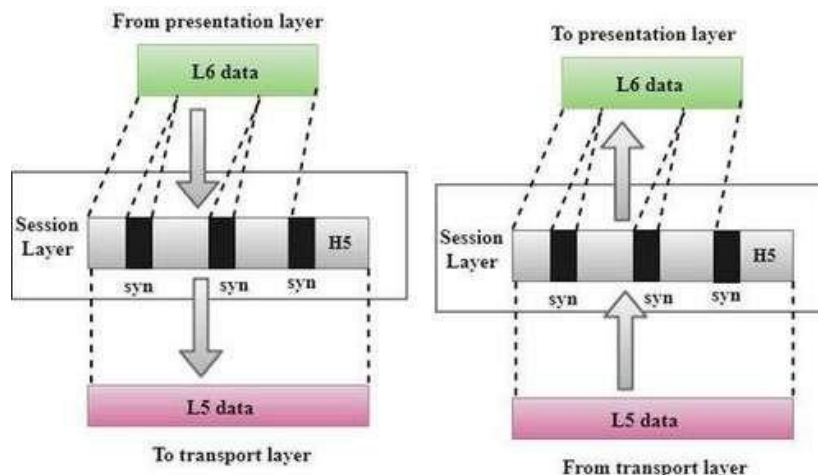 From presentation layer
L6 data
Session
Layer
H5
syn
syn
syn
L5 data
To transport layer
To presentation layer
L6 data
Session
Layer
H5
syn
syn
syn
L5 data
From transport layer